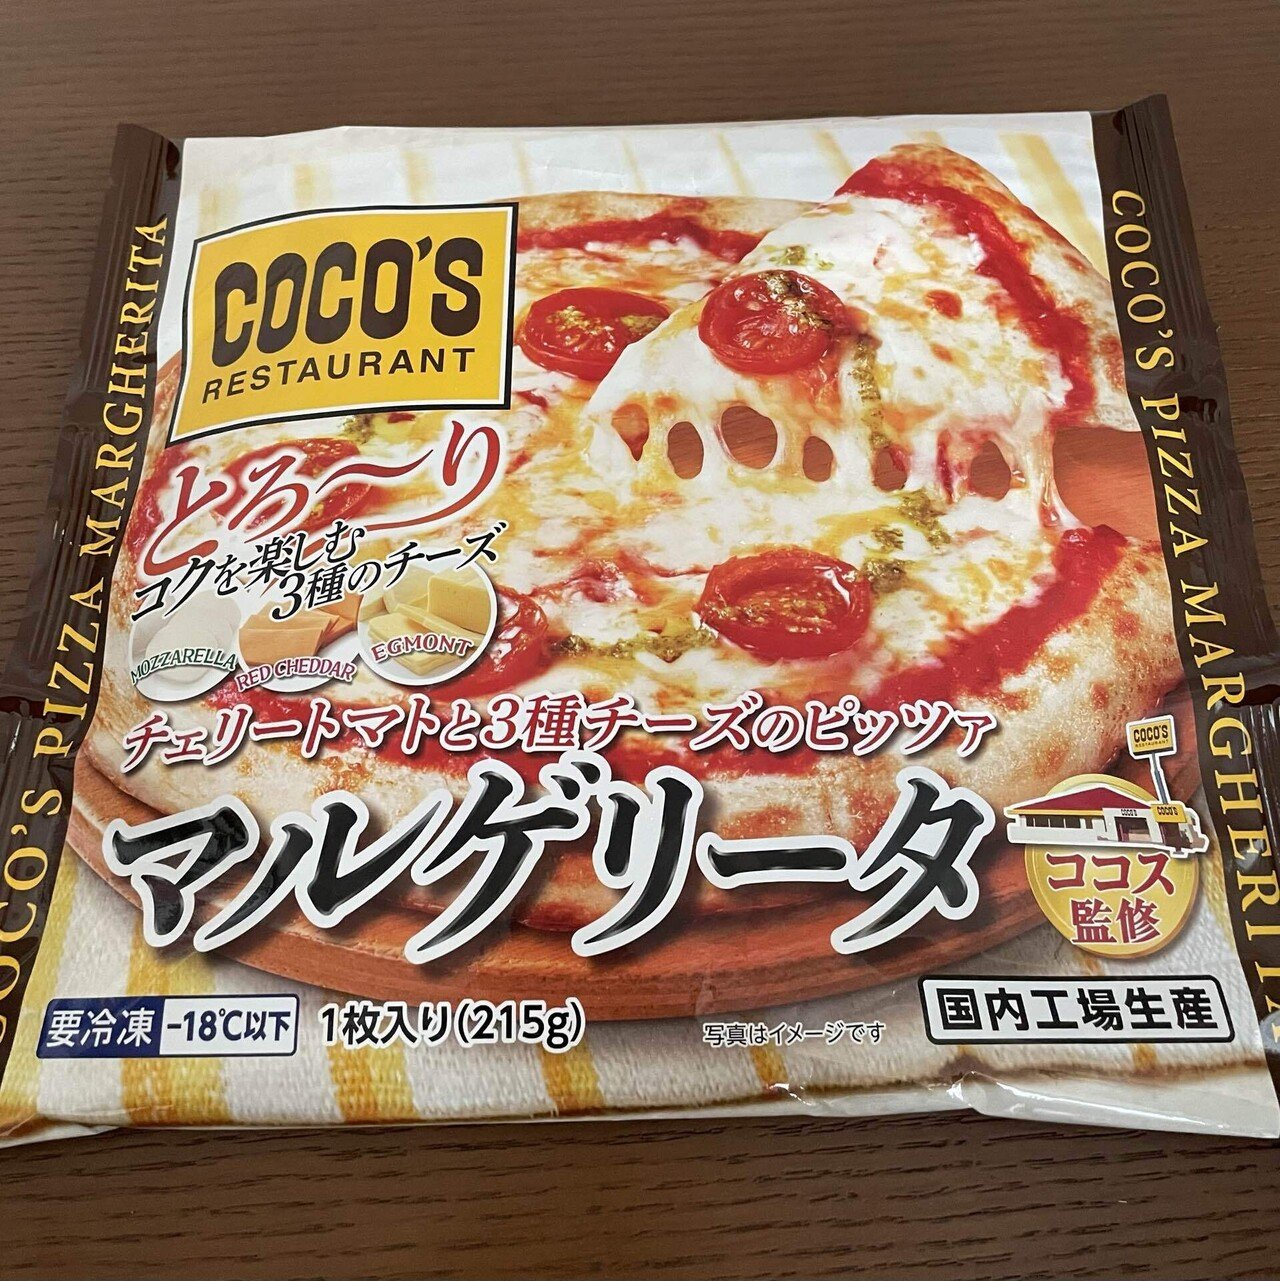 COCO'S
RESTAURANT
とろ～り
コクを楽しむ
3種のチーズ
MOZZARELLA
RED CHEDDAR
EGMONT
チェリートマトと3種チーズのピッツァ
マルゲリータ
COCO'S
RESTAURANT
COCO'S
COCO'S
ココス
監修
要冷凍 -18℃以下
1枚入り(215g)
写真はイメージです
国内工場生産
COCO'S PIZZA MARGHERITA
COCO'S PIZZA MARGHERITA